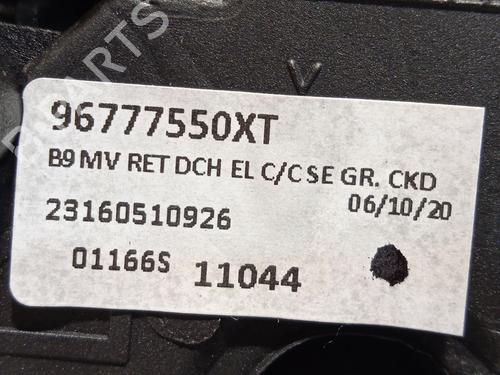 96777550XT
B9 MV RET DCH EL C/C SE GR. CKD
06/10/20
23160510926
01166S 11044